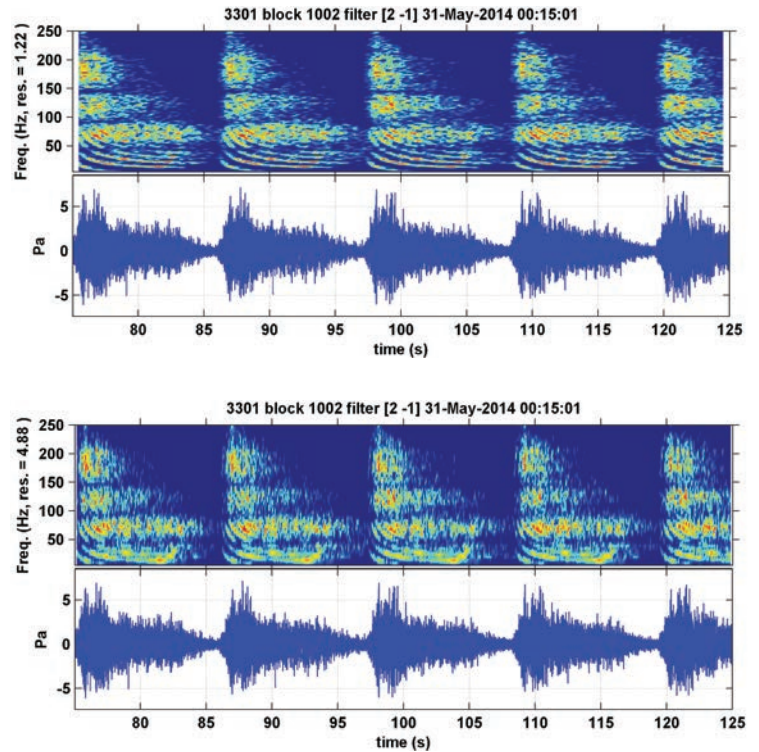 3301 block 1002 filter [2 -1] 31-May-2014 00:15:01
250
200
150
100
50
Freq. (Hz, res. = 1.22 )
5
0
-5
Pa
80 85 90 95 100 105 110 115 120 125
time (s)
3301 block 1002 filter [2 -1] 31-May-2014 00:15:01
250
200
150
100
50
Freq. (Hz, res. = 4.88 )
5
0
-5
Pa
80 85 90 95 100 105 110 115 120 125
time (s)